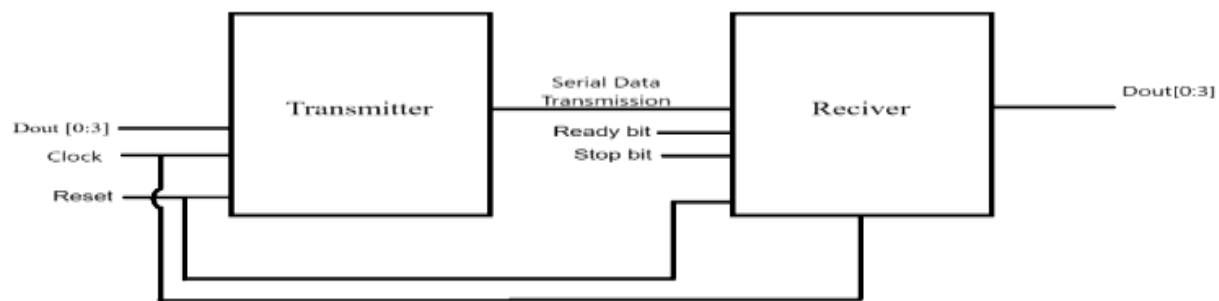 Serial Data
Transmission
Transmitter
Reciver
Dout[0:3]
Dout [0:3]
Ready bit
Clock
Stop bit
Reset